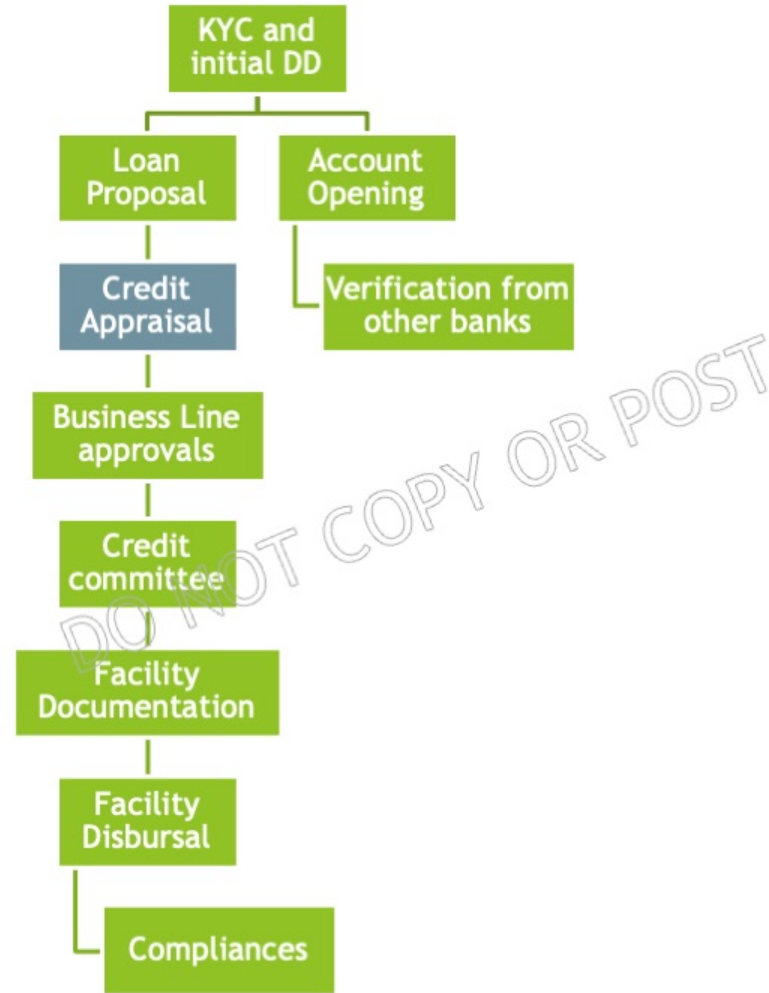 KYC and
initial DD
Loan
Proposal
Account
Opening
Credit
Appraisal
Verification from
other banks
Business Line
approvals
Credit
committee
Facility
Documentation
Facility
Disbursal
Compliances
DO NOT COPY OR POST